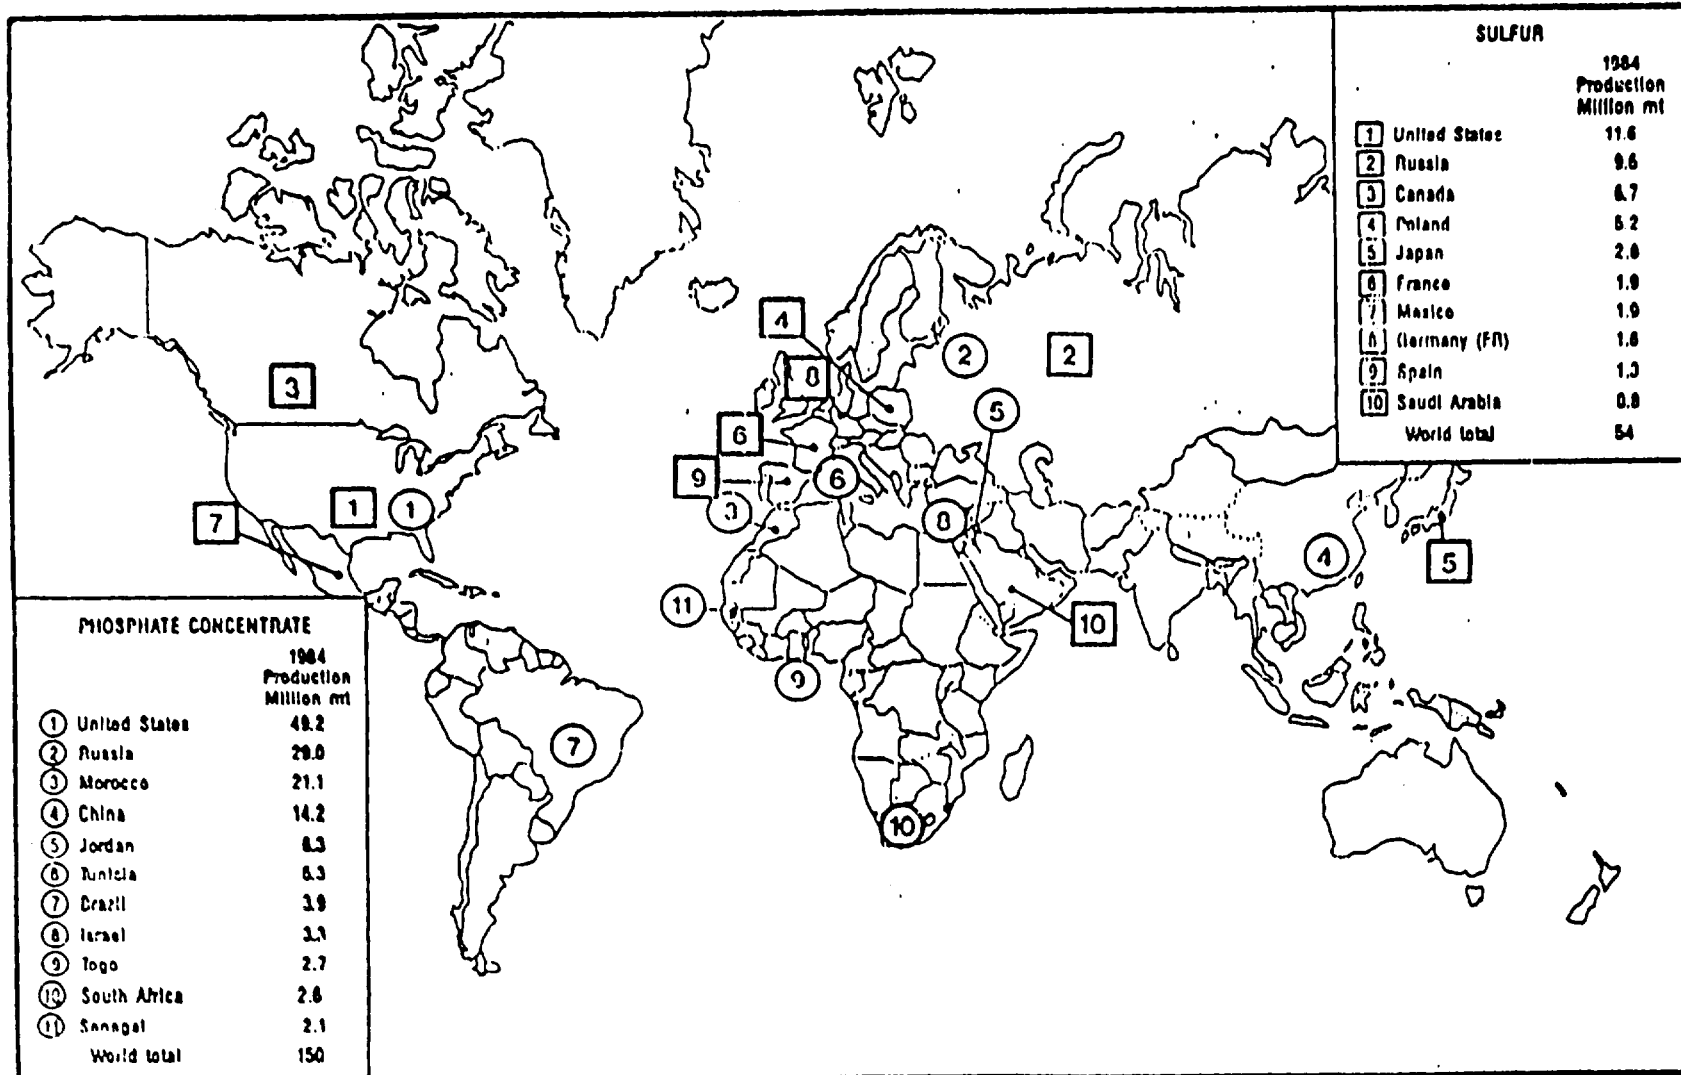 SULFUR
1984
Production
Million mt
1 United States 11.6
2 Russia 9.6
3 Canada 6.7
4 Poland 5.2
5 Japan 2.6
6 France 1.9
7 Mexico 1.9
8 Germany (FR) 1.6
9 Spain 1.3
10 Saudi Arabia 0.8
World total 54
4
2
2
3
8
5
6
9
6
1
1
7
3
8
4
5
11
10
9
7
10
PHOSPHATE CONCENTRATE
1984
Production
Million mt
1 United States 49.2
2 Russia 29.0
3 Morocco 21.1
4 China 14.2
5 Jordan 6.3
6 Tunisia 5.3
7 Brazil 3.9
8 Israel 3.3
9 Togo 2.7
10 South Africa 2.6
11 Senegal 2.1
World total 150